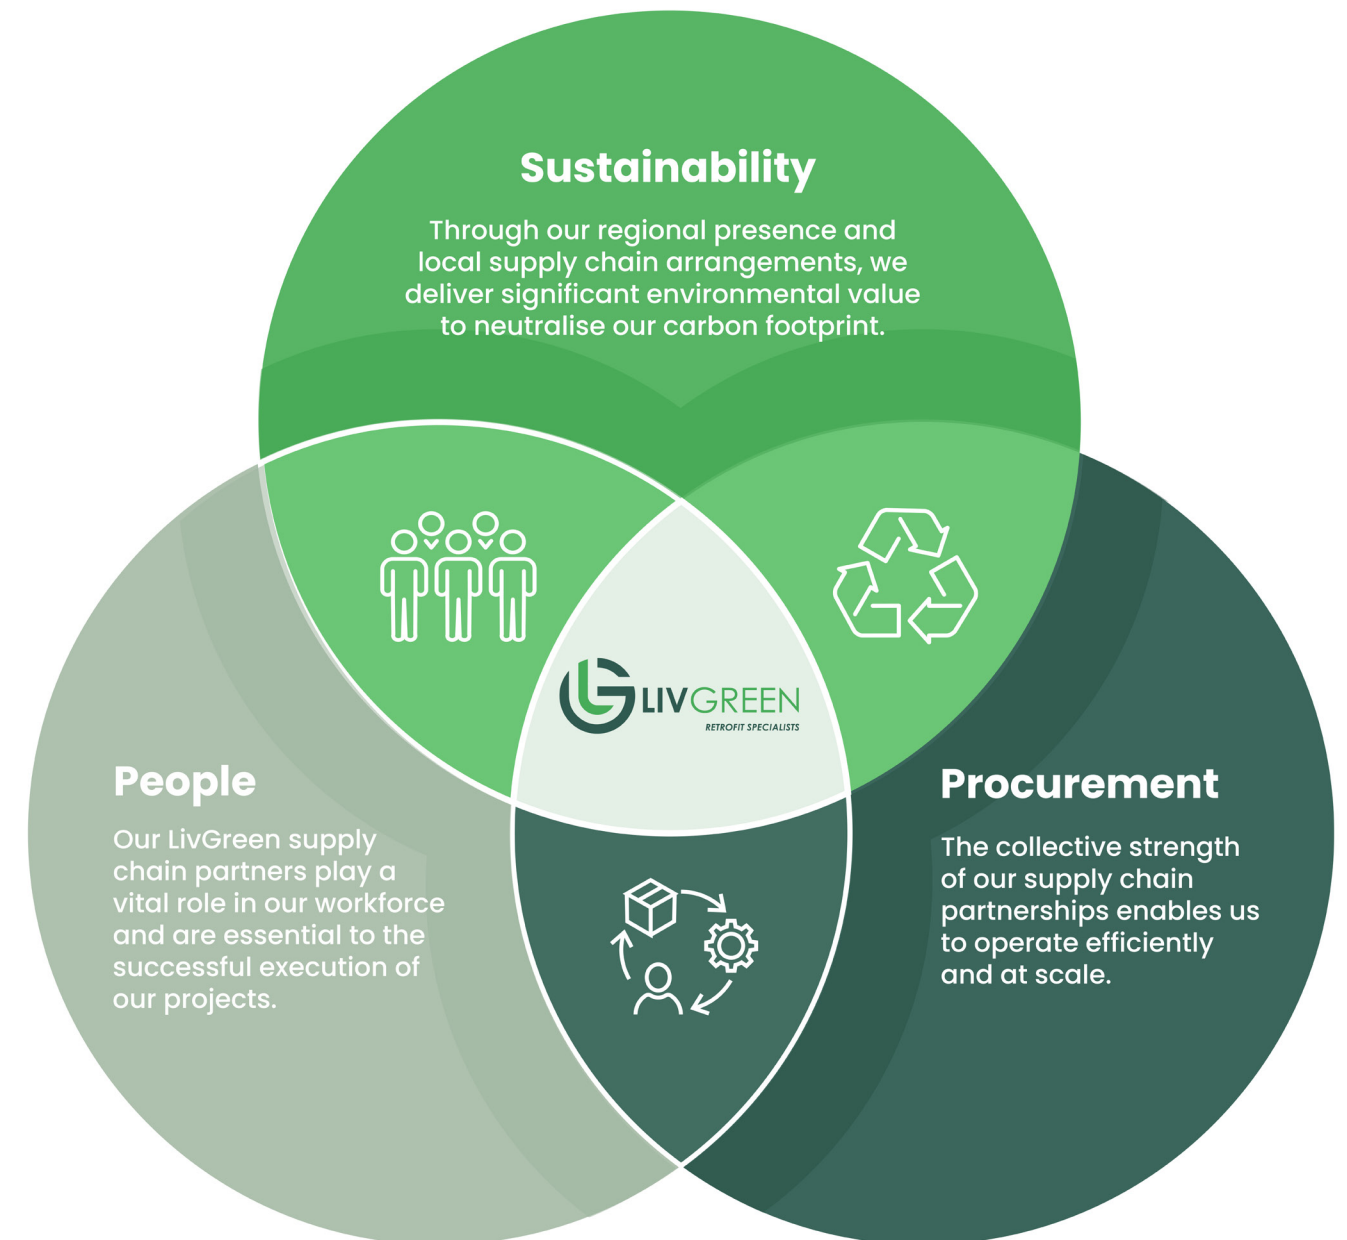 Sustainability
Through our regional presence and
local supply chain arrangements, we
deliver significant environmental value
to neutralise our carbon footprint.
LIVGREEN
RETROFIT SPECIALISTS
People
Our LivGreen supply
chain partners play a
vital role in our workforce
and are essential to the
successful execution of
our projects.
Procurement
The collective strength
of our supply chain
partnerships enables us
to operate efficiently
and at scale.